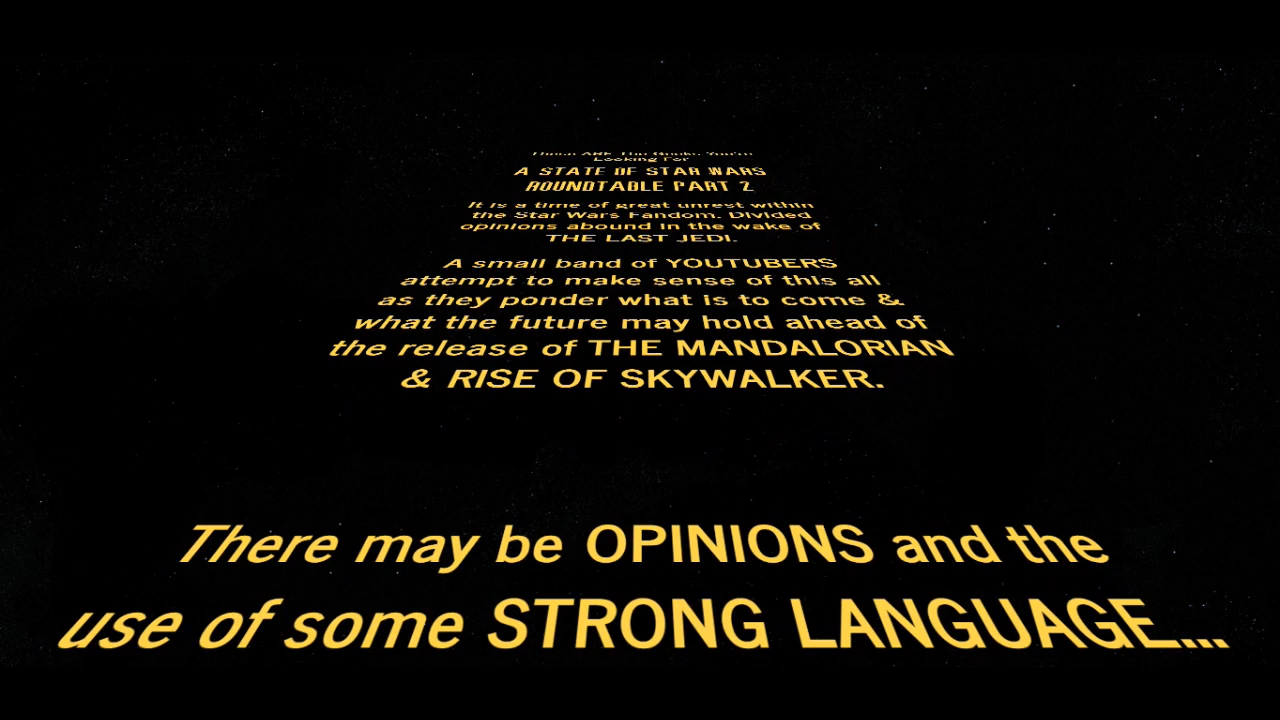 Looking For
A STATE OF STAR WARS
ROUNDTABLE PART 2
It is a time of great unrest within
the Star Wars Fandom. Divided
opinions abound in the wake of
THE LAST JEDI.
A small band of YOUTUBERS
attempt to make sense of this all
as they ponder what is to come &
what the future may hold ahead of
the release of THE MANDALORIAN
& RISE OF SKYWALKER.
There may be OPINIONS and the
use of some STRONG LANGUAGE...